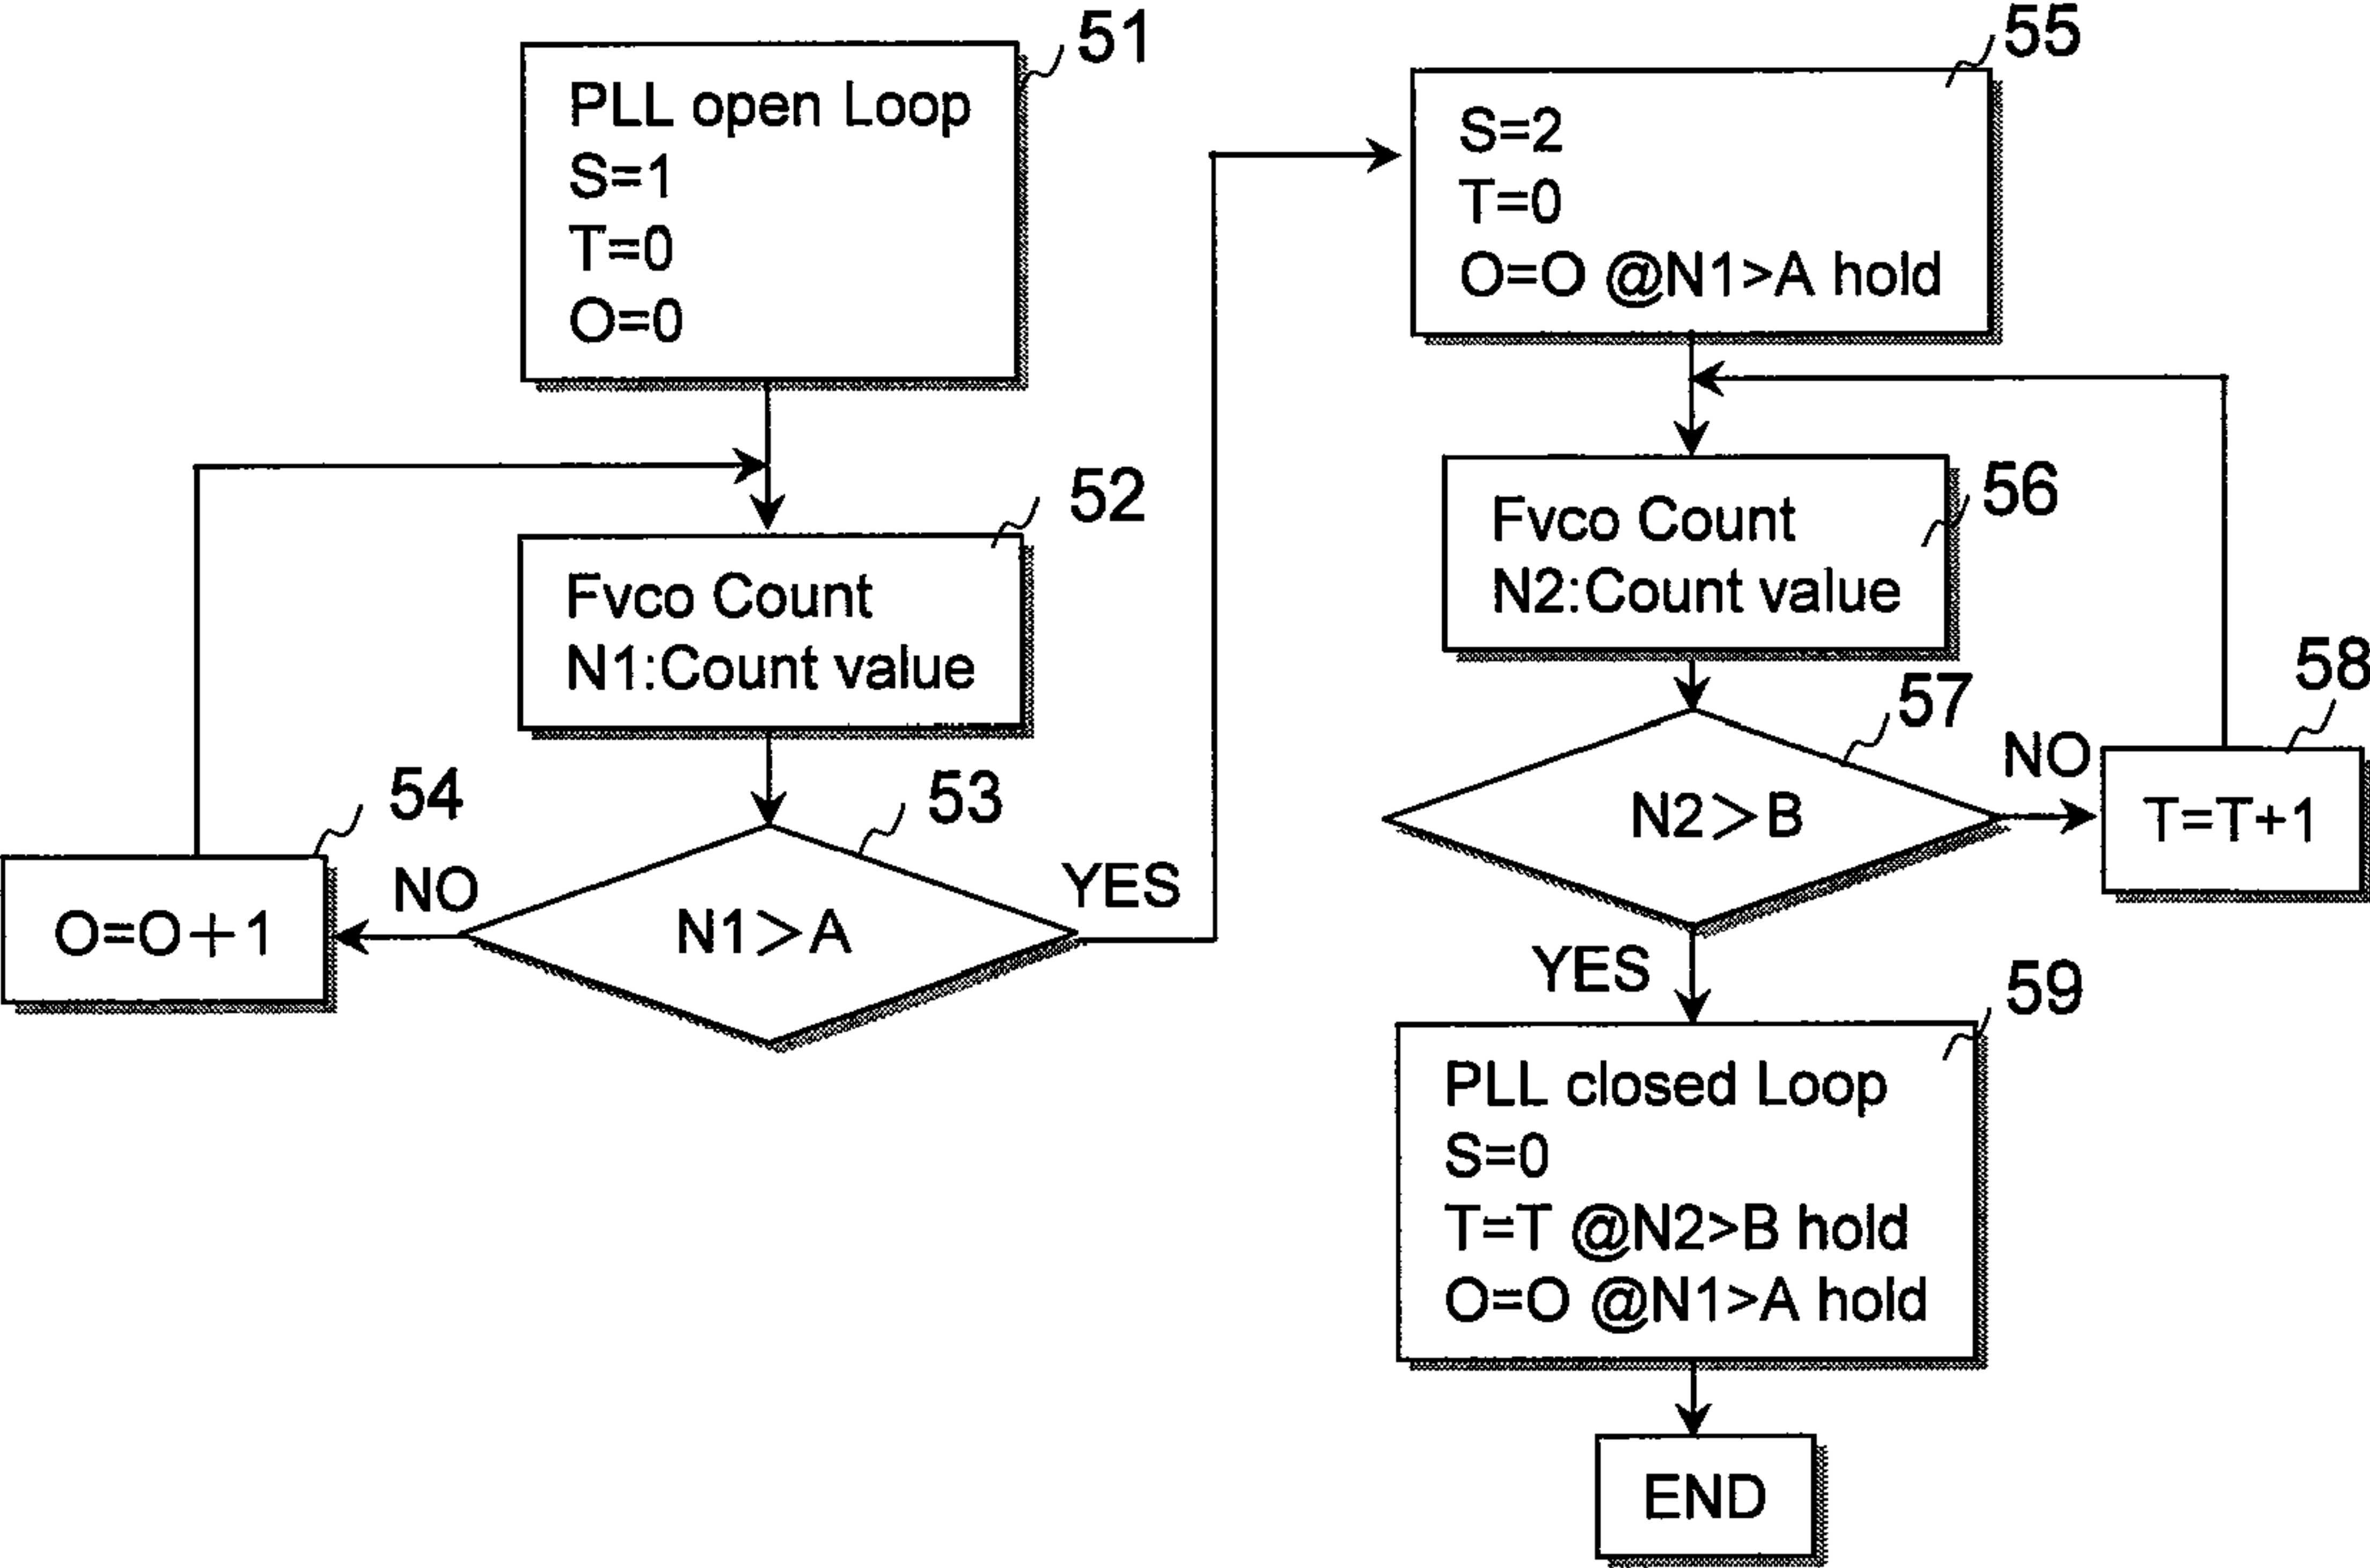 51
PLL open Loop
S=1
T=0
O=0
52
Fvco Count
N1:Count value
53
N1>A
NO
YES
54
O=O+1
55
S=2
T=0
O=O @N1>A hold
56
Fvco Count
N2:Count value
57
N2>B
NO
YES
58
T=T+1
59
PLL closed Loop
S=0
T=T @N2>B hold
O=O @N1>A hold
END